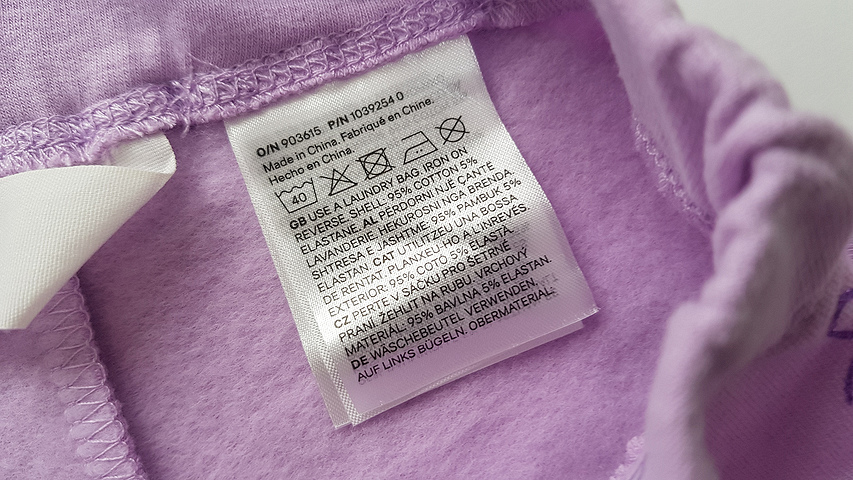 O/N 903615 P/N 1039254 0
Made in China. Fabriqué en Chine.
Hecho en China.
40
GB USE A LAUNDRY BAG. IRON ON
REVERSE. SHELL: 95% COTTON 5%
ELASTANE. AL PËRDORNI NJË ÇANTË
LAVANDERIE. HEKUROSNI NGA BRENDA.
SHTRESA E JASHTME: 95% PAMBUK 5%
ELASTAN. CAT UTILITZEU UNA BOSSA
DE RENTAT. PLANXEU-HO A L'INREVÉS.
EXTERIOR: 95% COTÓ 5% ELASTÀ.
CZ PERTE V SÁČKU PRO ŠETRNÉ
PRANÍ. ŽEHLIT NA RUBU. VRCHOVÝ
MATERIÁL: 95% BAVLNA 5% ELASTAN.
DE WÄSCHEBEUTEL VERWENDEN.
AUF LINKS BÜGELN. OBERMATERIAL: